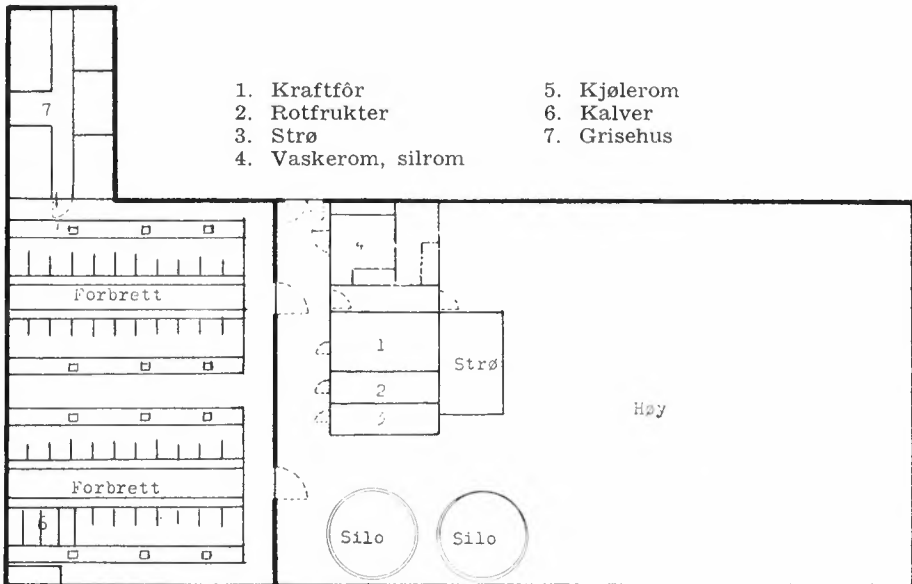 1. Kraftfôr
2. Rotfrukter
3. Strø
4. Vaskerom, silrom
5. Kjølerom
6. Kalver
7. Grisehus
7
4
Forbrett
1
Strø
2
3
Høy
Forbrett
6
Silo
Silo